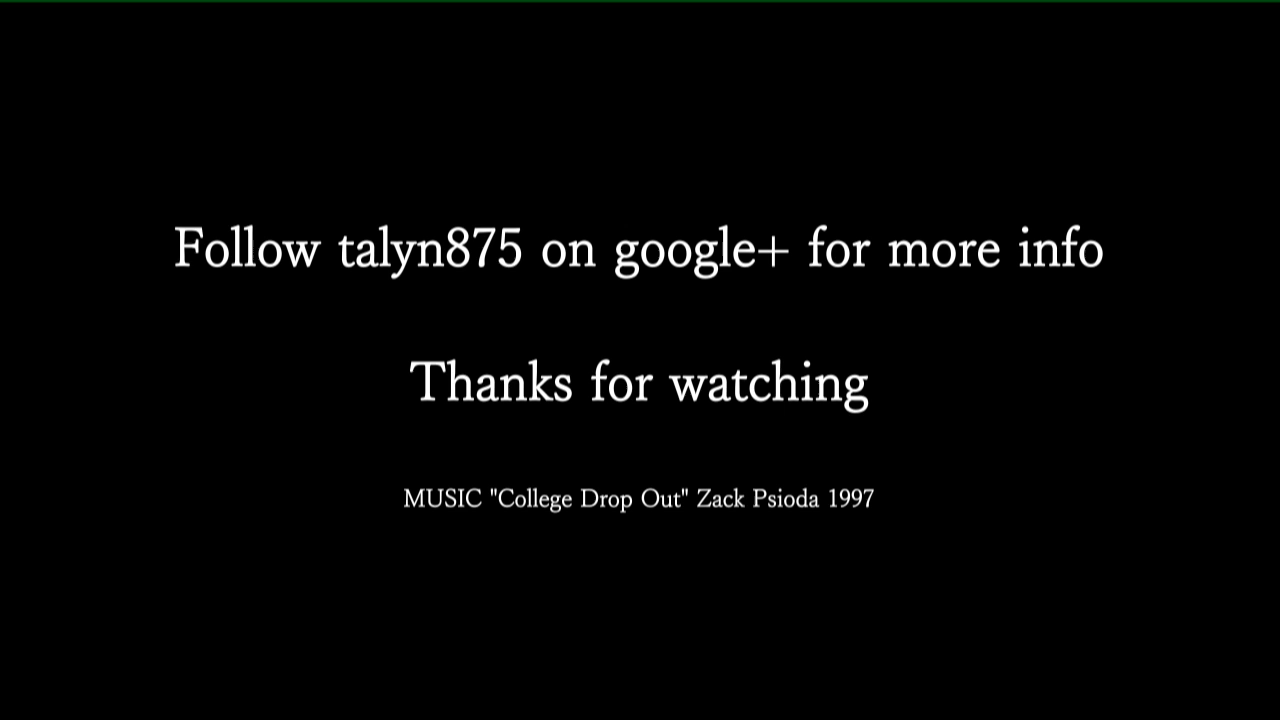 Follow talyn875 on google+ for more info
Thanks for watching
MUSIC "College Drop Out" Zack Psioda 1997